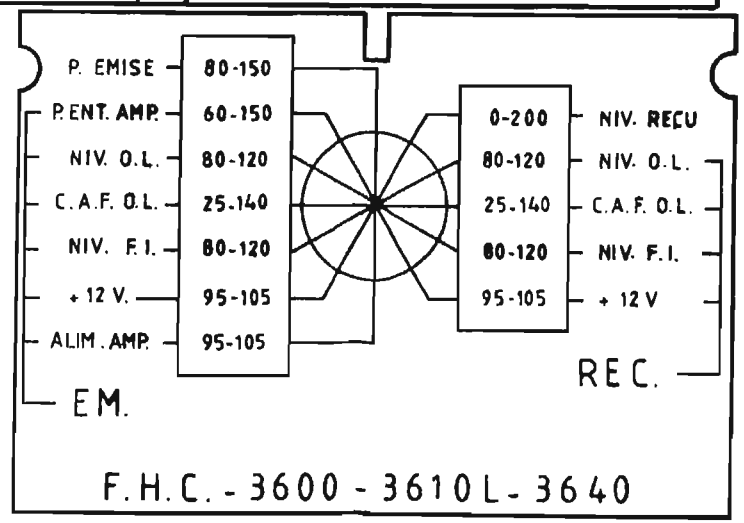 P. EMISE 80-150
P.ENT. AMP. 60-150
NIV. O.L. 80-120
C.A.F. O.L. 25-140
NIV. F.I. 80-120
+ 12 V. 95-105
ALIM. AMP. 95-105
EM.
0-200 NIV. REÇU
80-120 NIV. O.L.
25-140 C.A.F. O.L.
80-120 NIV. F.I.
95-105 + 12 V
REC.
F.H.C. - 3600 - 3610 L - 3640